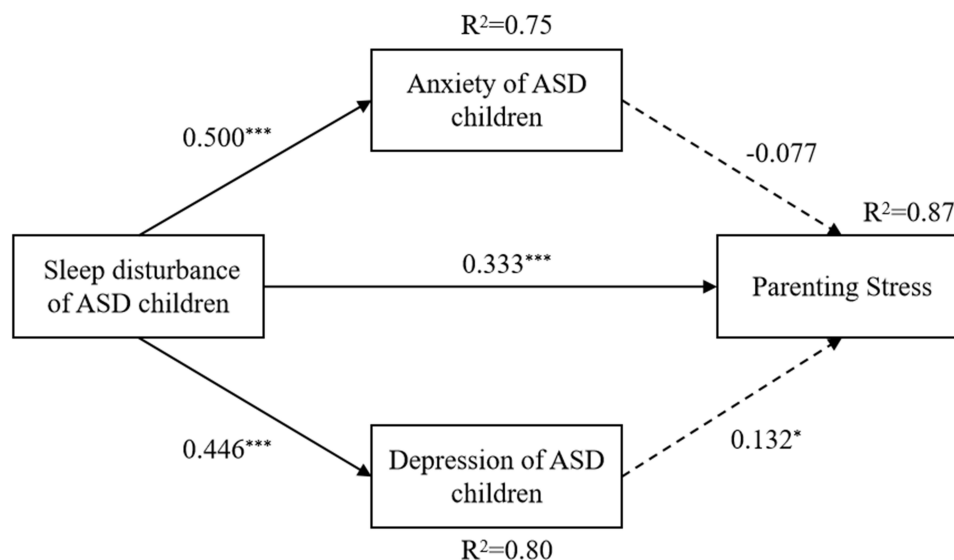 R²=0.75
Anxiety of ASD
children
0.500***
-0.077
R²=0.87
Sleep disturbance
of ASD children
0.333***
Parenting Stress
0.446***
0.132*
Depression of ASD
children
R²=0.80